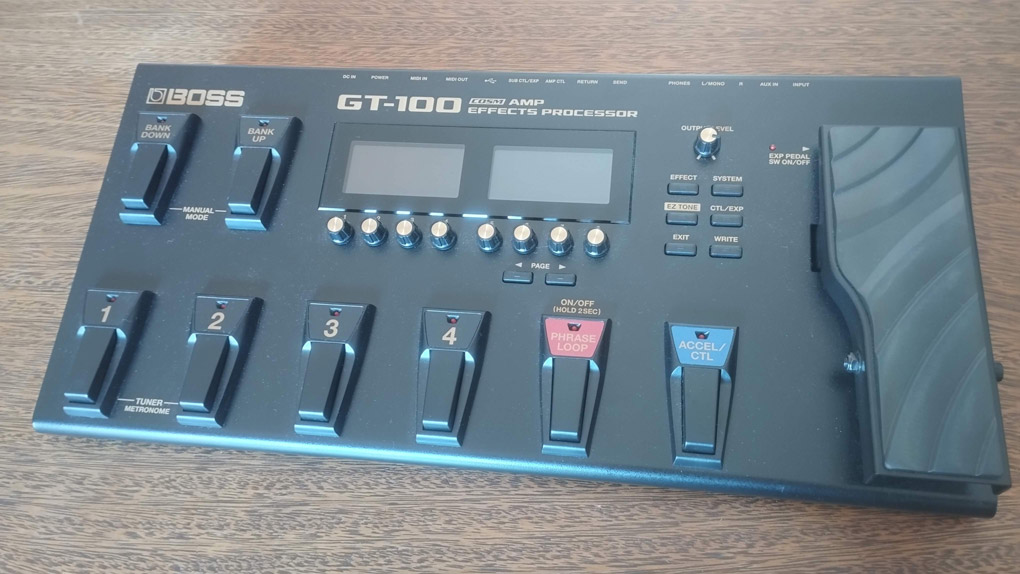 DC IN POWER MIDI IN MIDI OUT SUB CTL/EXP AMP CTL RETURN SEND PHONES L/MONO R AUX IN INPUT
BOSS
GT-100 COSM AMP
EFFECTS PROCESSOR
BANK
DOWN
BANK
UP
MANUAL
MODE
OUTPUT LEVEL
EXP PEDAL
SW ON/OFF
EFFECT SYSTEM
EZ TONE CTL/EXP
EXIT WRITE
PAGE
1
2
3
4
TUNER
METRONOME
ON/OFF
(HOLD 2SEC)
PHRASE
LOOP
ACCEL/
CTL